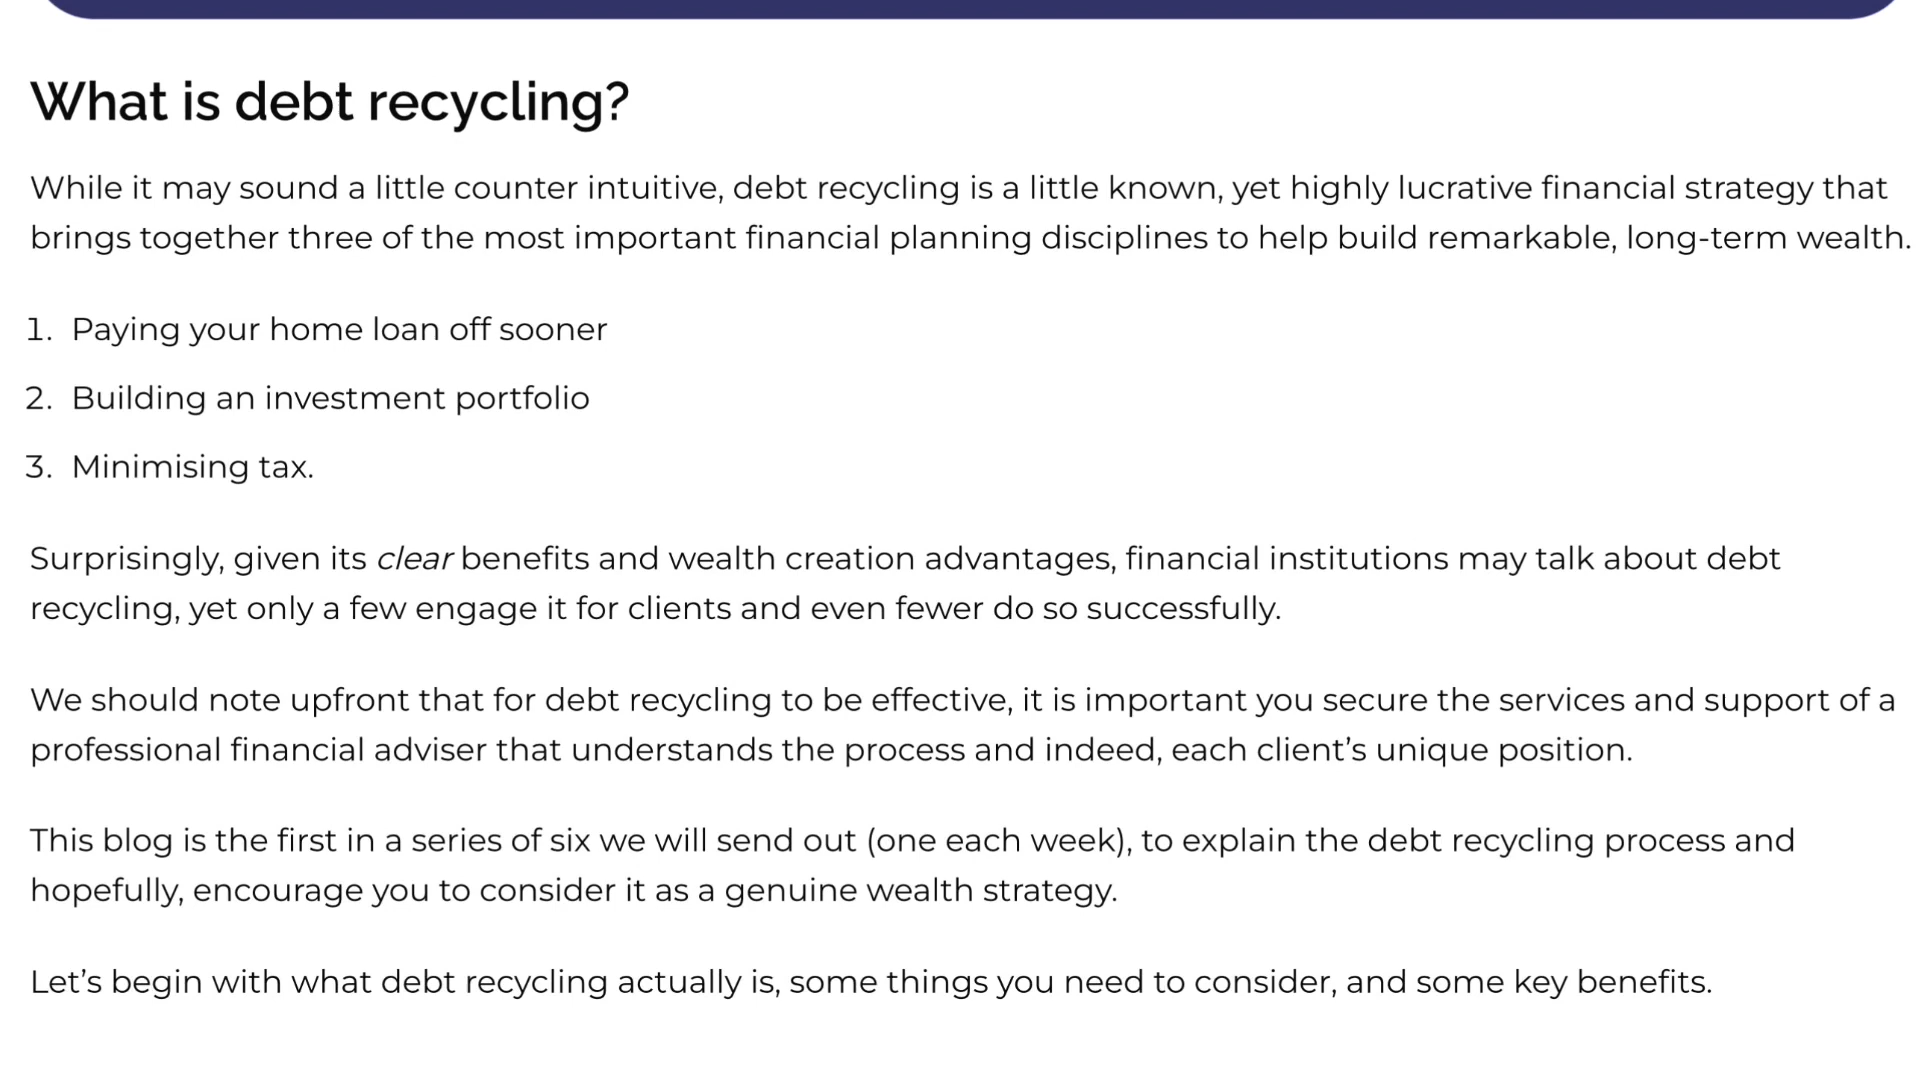 What is debt recycling?
While it may sound a little counter intuitive, debt recycling is a little known, yet highly lucrative financial strategy that
brings together three of the most important financial planning disciplines to help build remarkable, long-term wealth.
1. Paying your home loan off sooner
2. Building an investment portfolio
3. Minimising tax.
Surprisingly, given its clear benefits and wealth creation advantages, financial institutions may talk about debt
recycling, yet only a few engage it for clients and even fewer do so successfully.
We should note upfront that for debt recycling to be effective, it is important you secure the services and support of a
professional financial adviser that understands the process and indeed, each client’s unique position.
This blog is the first in a series of six we will send out (one each week), to explain the debt recycling process and
hopefully, encourage you to consider it as a genuine wealth strategy.
Let’s begin with what debt recycling actually is, some things you need to consider, and some key benefits.